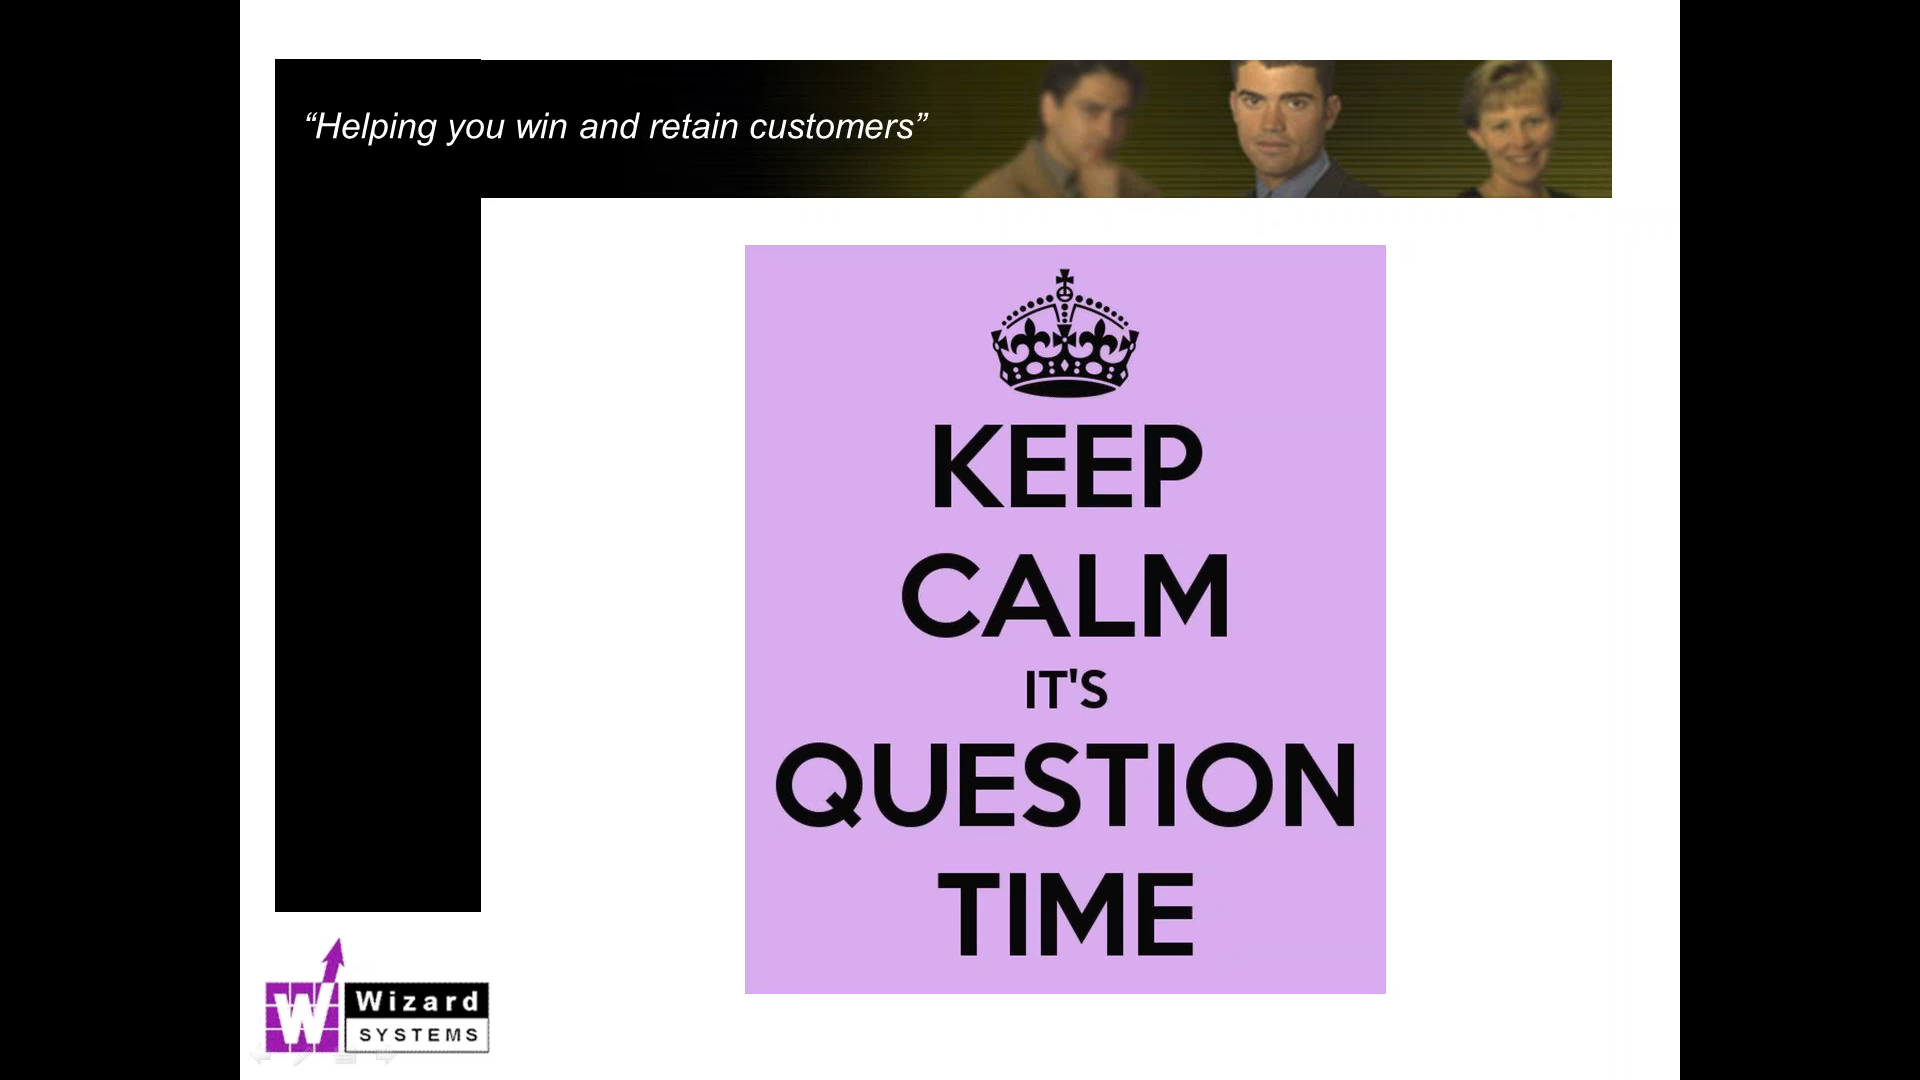 “Helping you win and retain customers”
KEEP
CALM
IT'S
QUESTION
TIME
W
Wizard
SYSTEMS